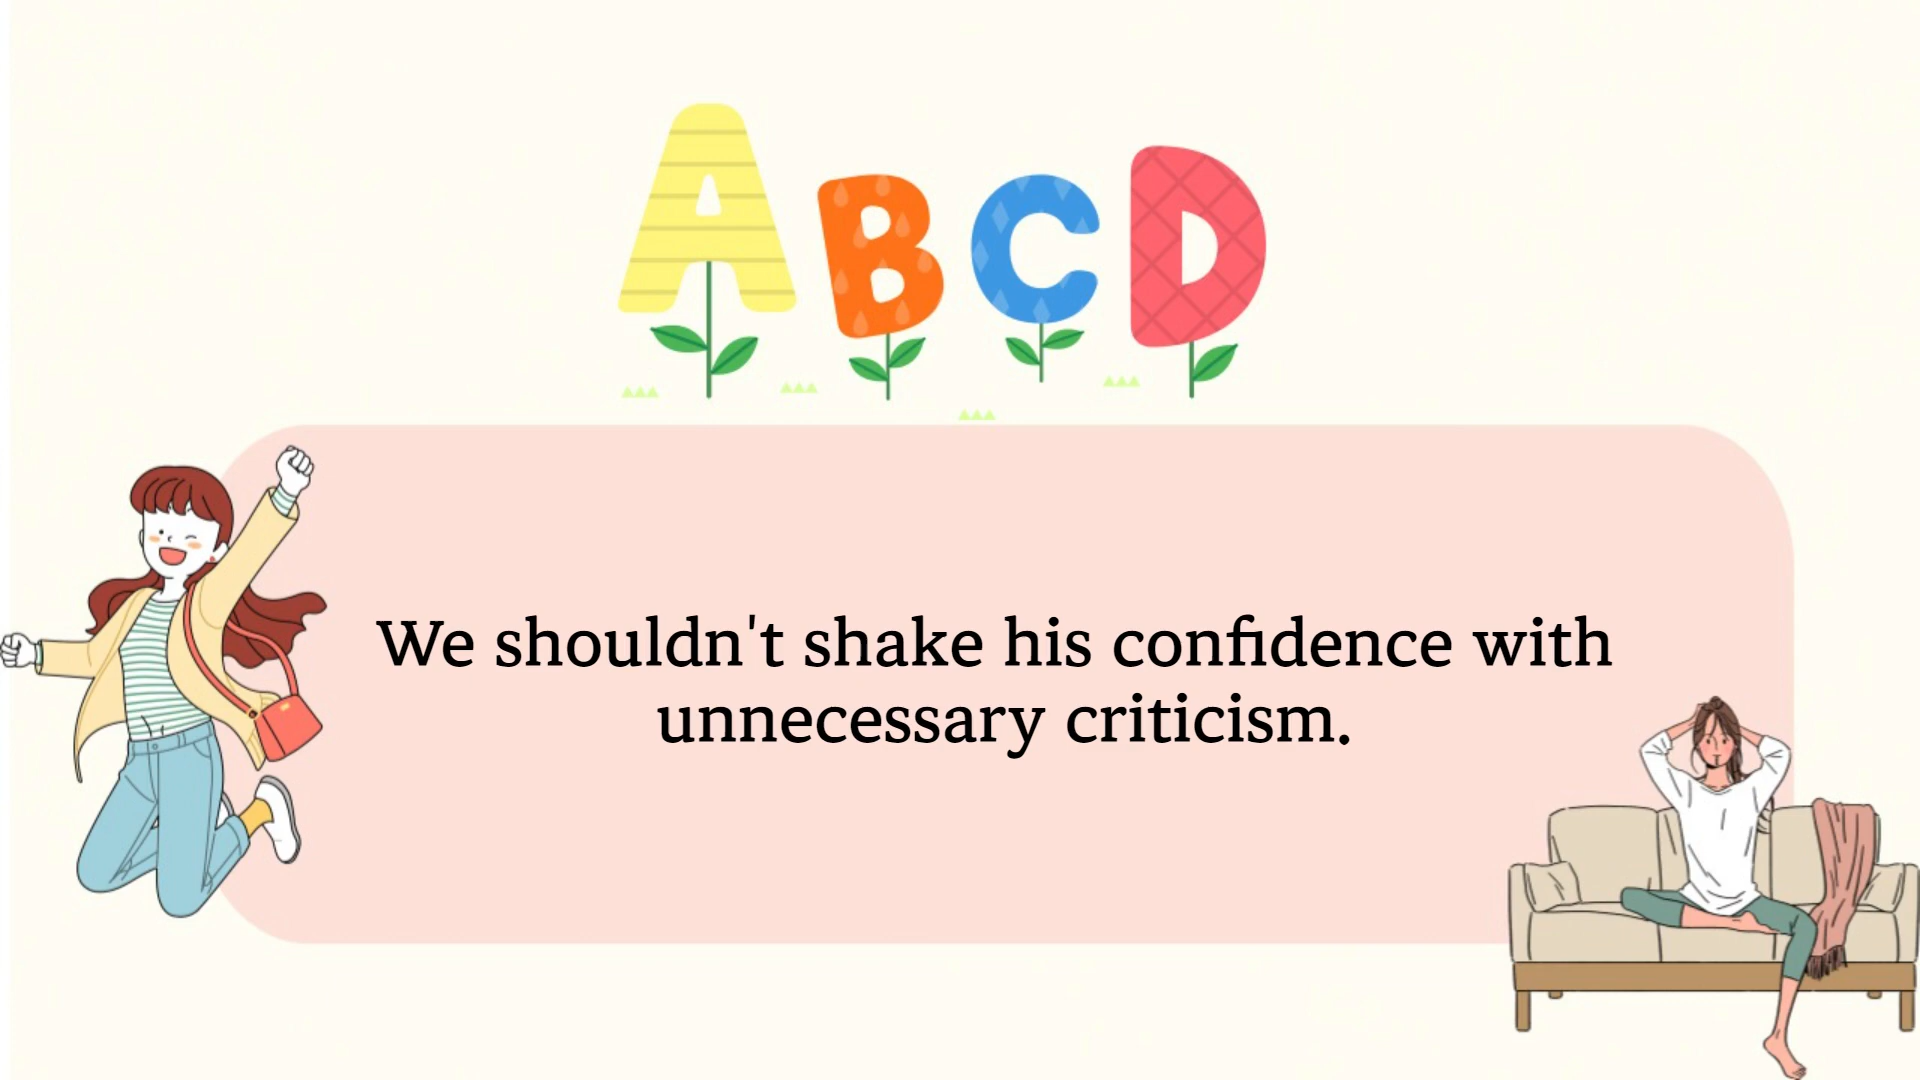 ABCD
We shouldn't shake his confidence with
unnecessary criticism.